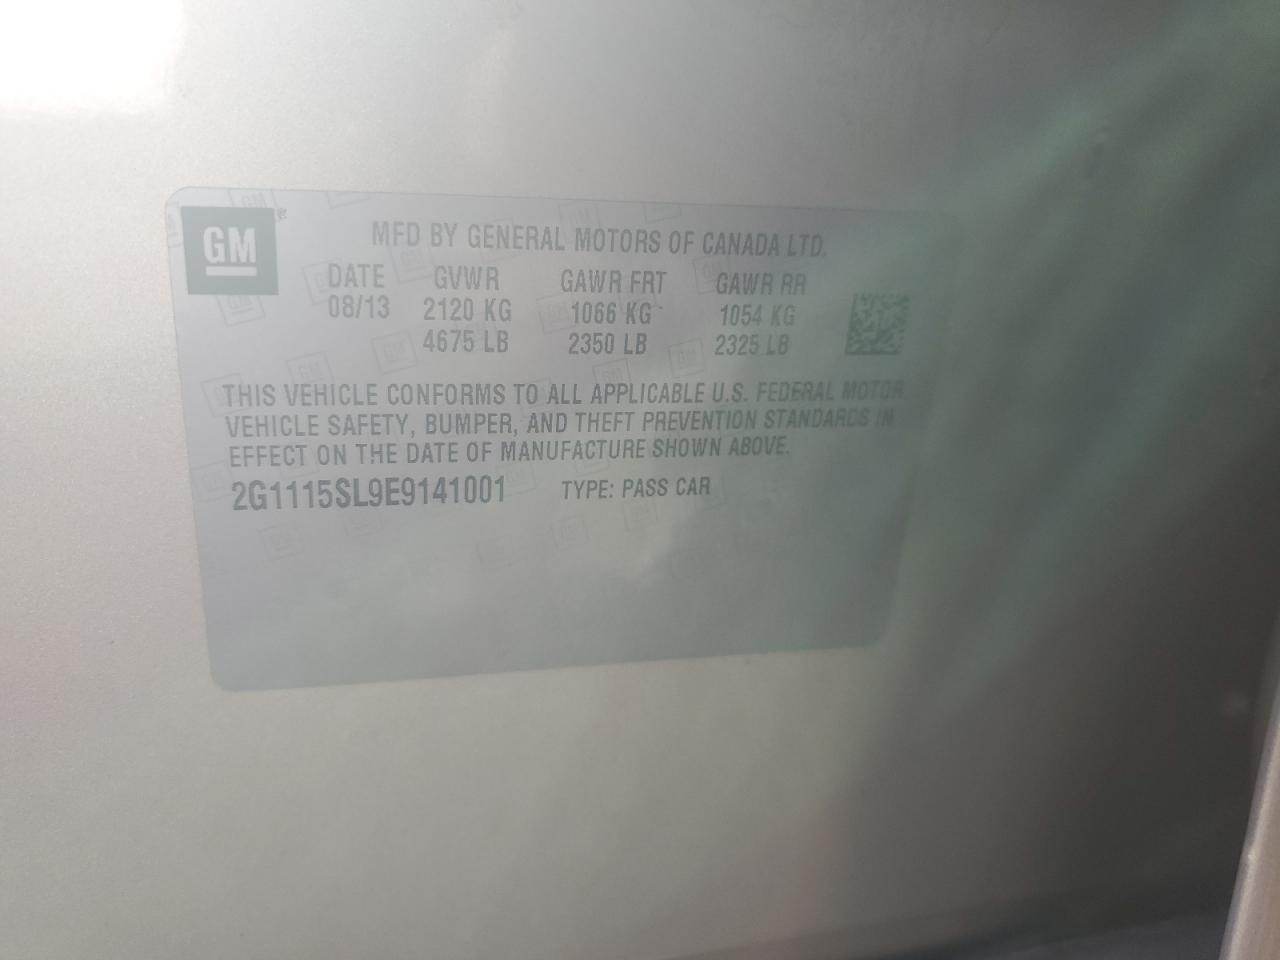 GM®
MFD BY GENERAL MOTORS OF CANADA LTD.
DATE GVWR GAWR FRT GAWR RR
08/13 2120 KG 1066 KG 1054 KG
4675 LB 2350 LB 2325 LB
THIS VEHICLE CONFORMS TO ALL APPLICABLE U.S. FEDERAL MOTOR
VEHICLE SAFETY, BUMPER, AND THEFT PREVENTION STANDARDS IN
EFFECT ON THE DATE OF MANUFACTURE SHOWN ABOVE.
2G1115SL9E9141001 TYPE: PASS CAR